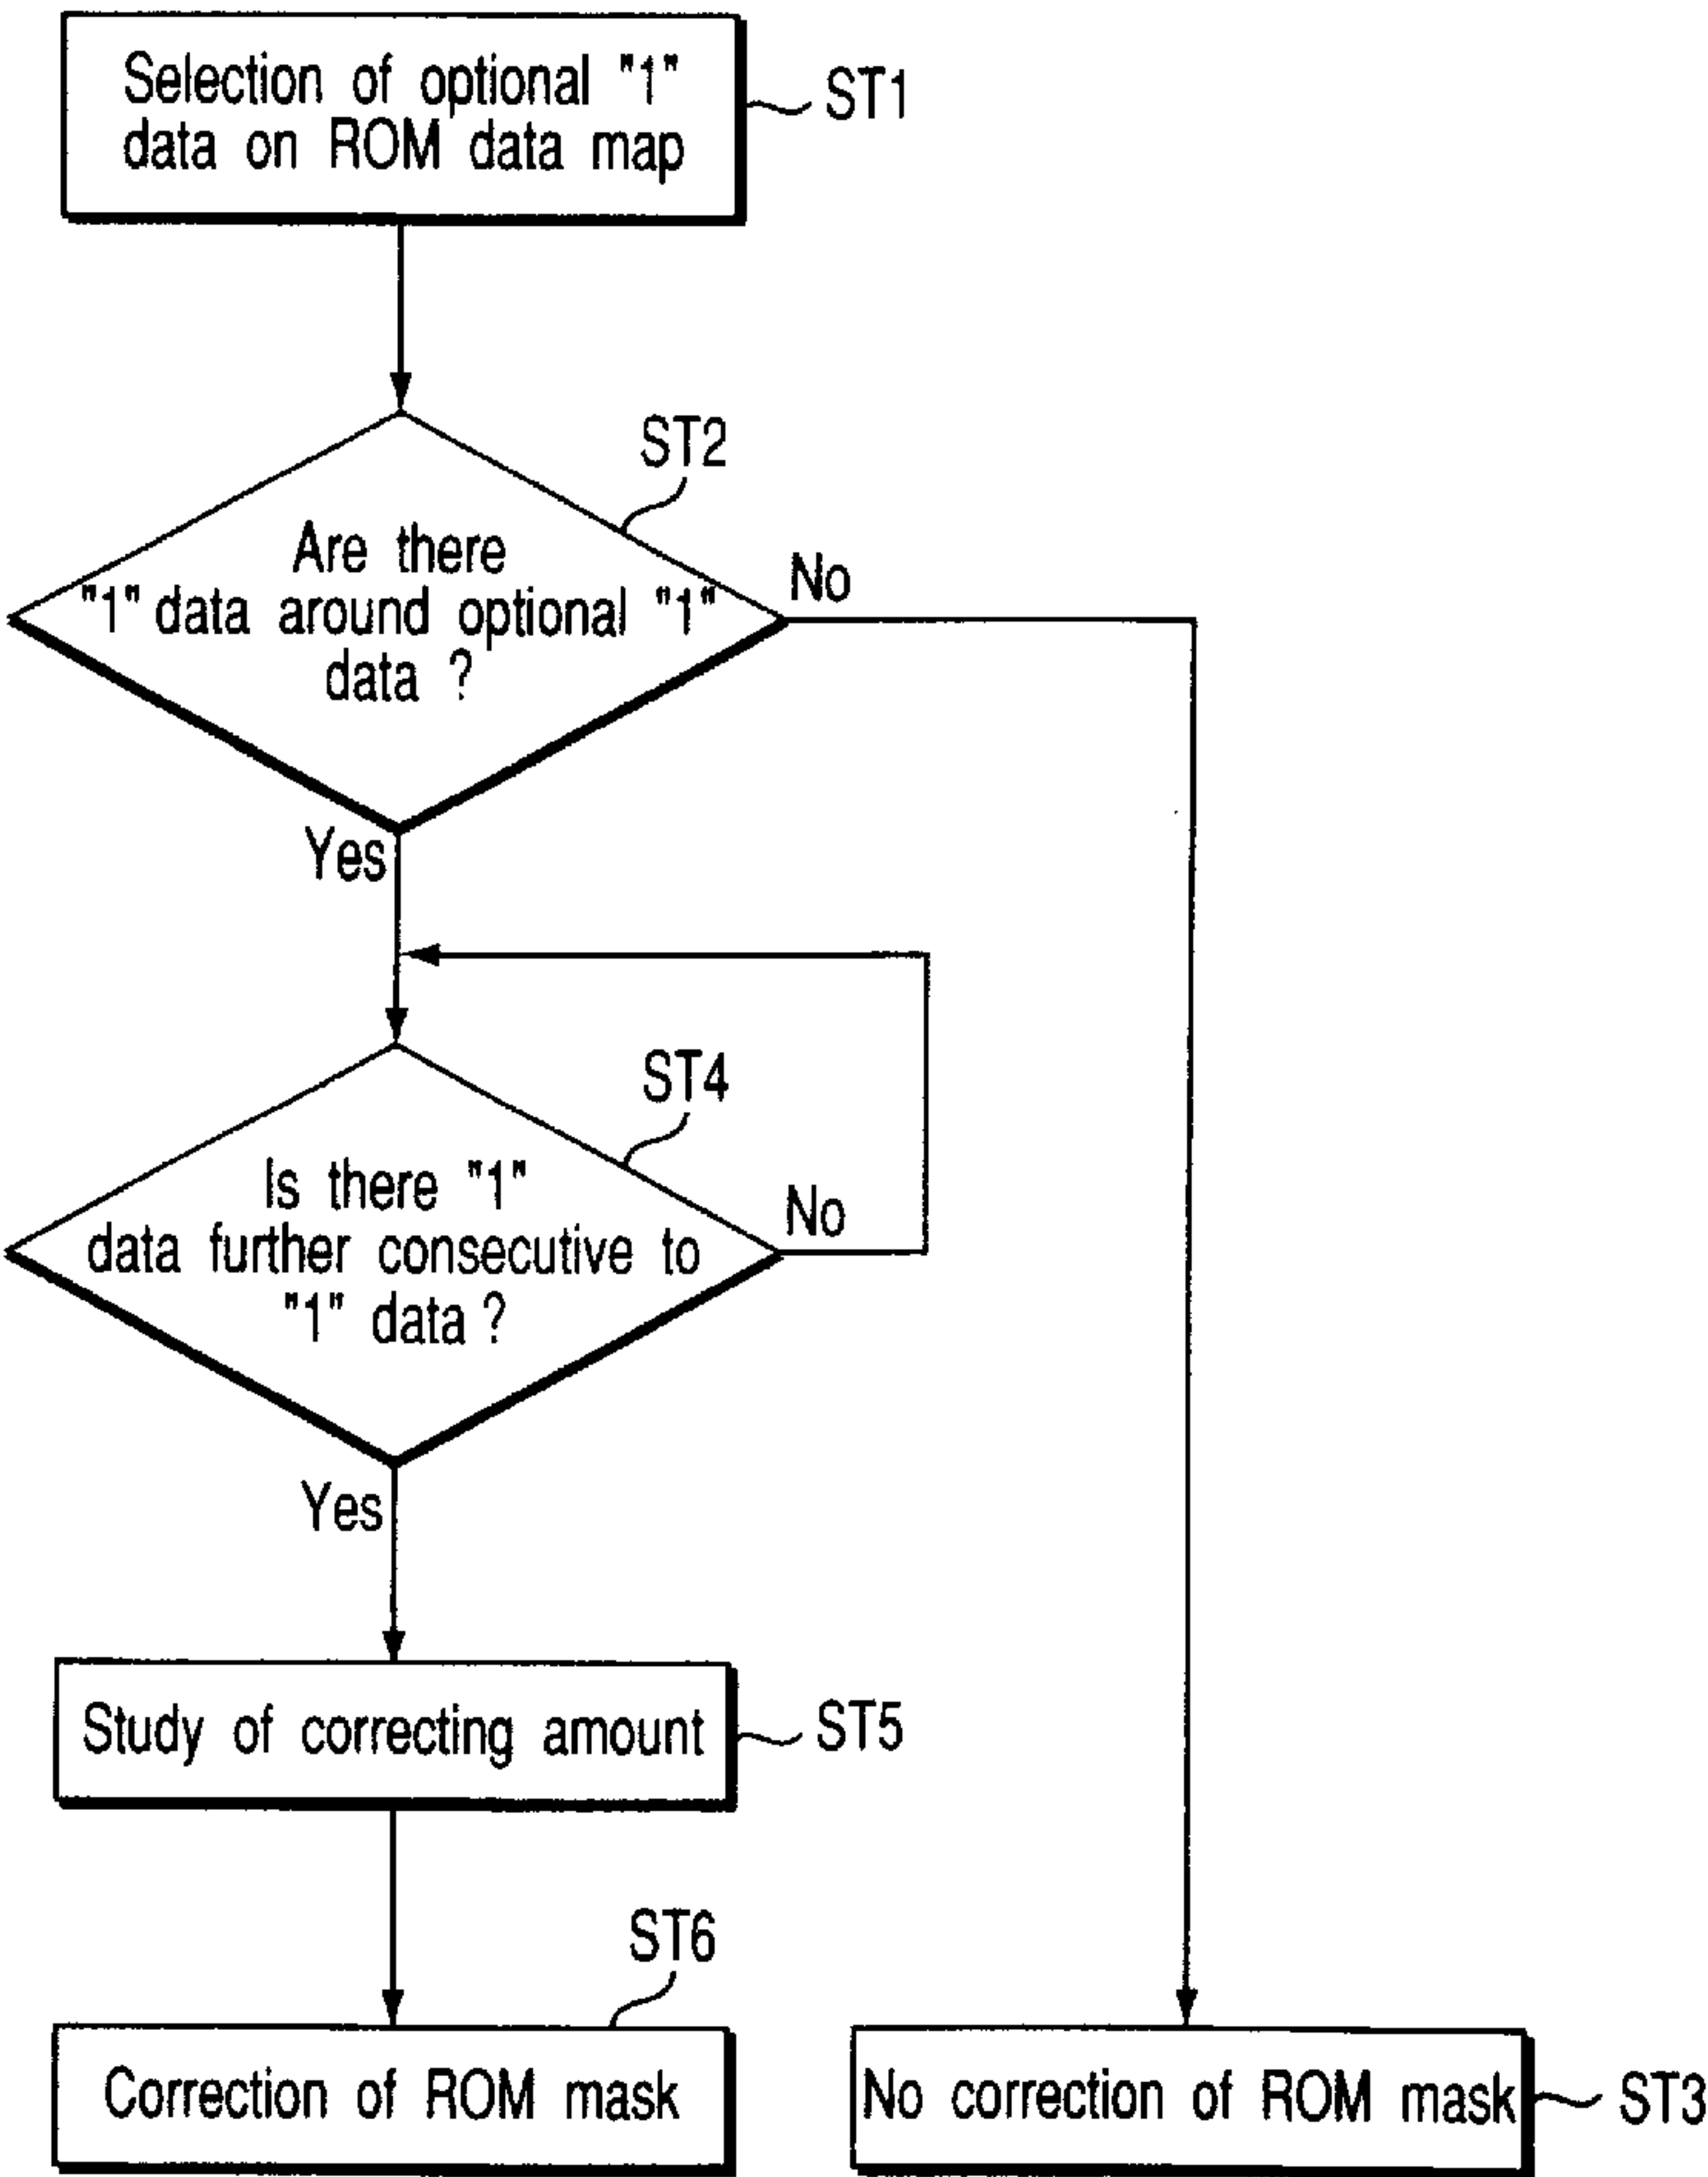 Selection of optional "1"
data on ROM data map
ST1
ST2
Are there
"1" data around optional "1"
data ?
No
Yes
ST4
Is there "1"
data further consecutive to
"1" data ?
No
Yes
Study of correcting amount
ST5
ST6
Correction of ROM mask
No correction of ROM mask
ST3